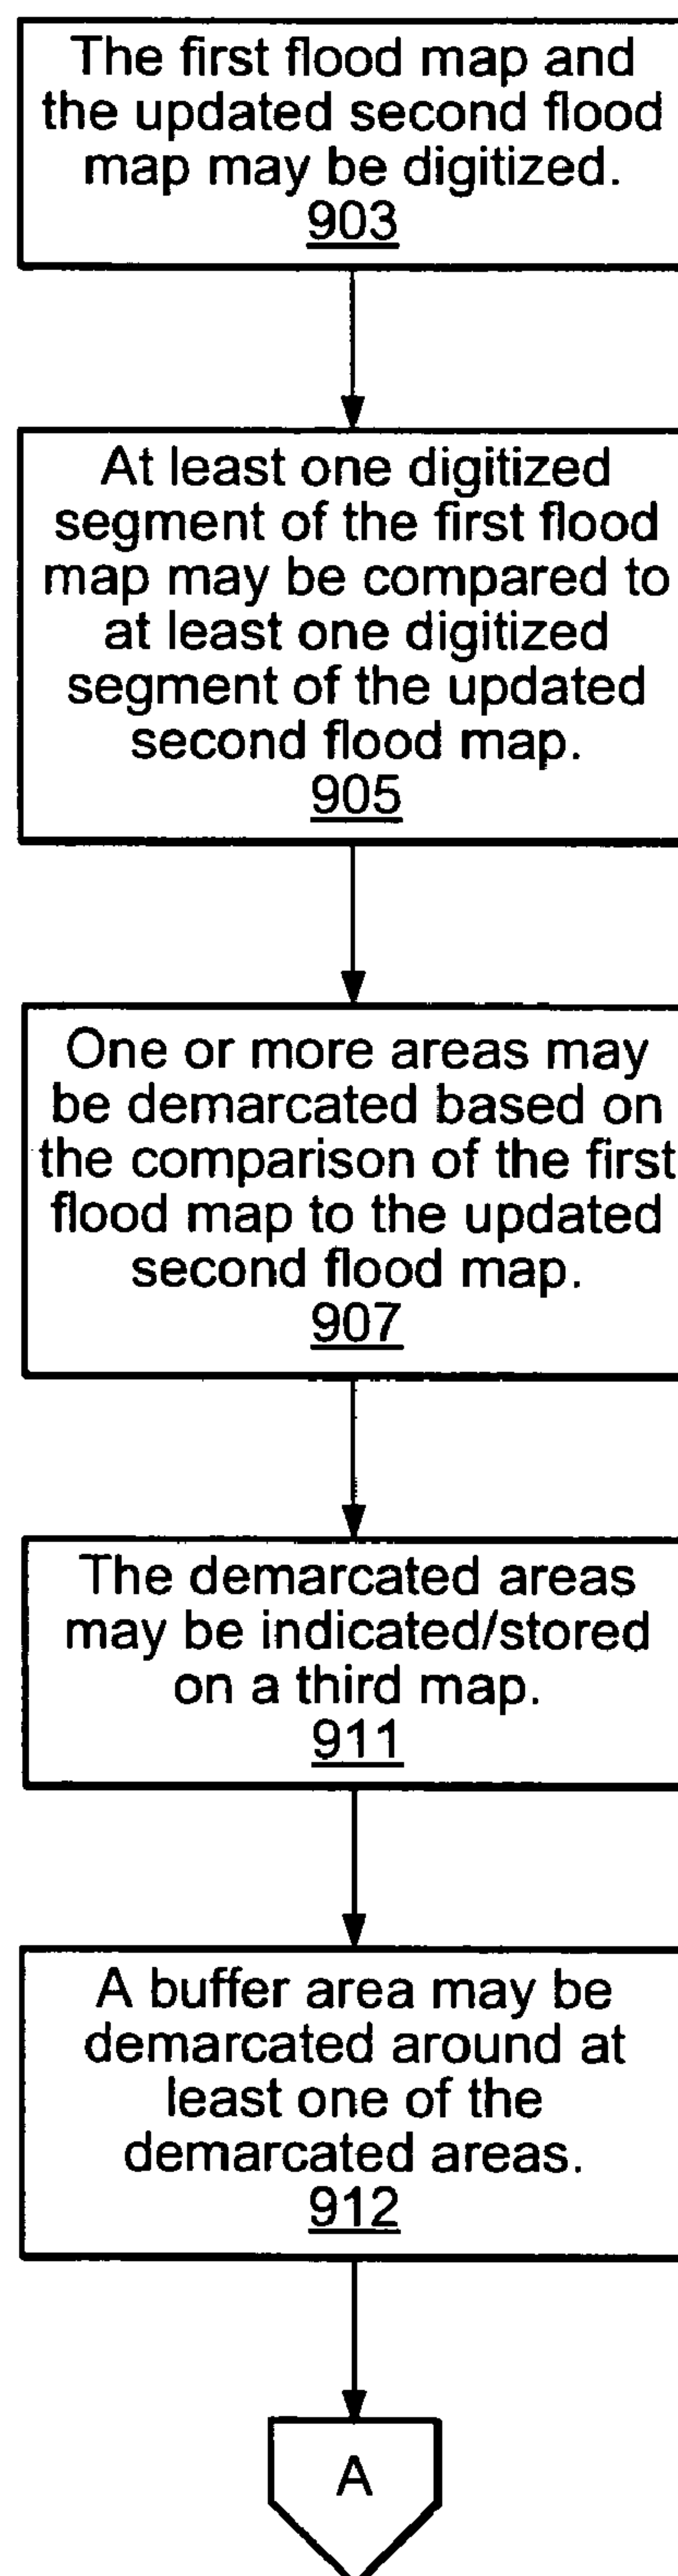 The first flood map and
the updated second flood
map may be digitized.
903
At least one digitized
segment of the first flood
map may be compared to
at least one digitized
segment of the updated
second flood map.
905
One or more areas may
be demarcated based on
the comparison of the first
flood map to the updated
second flood map.
907
The demarcated areas
may be indicated/stored
on a third map.
911
A buffer area may be
demarcated around at
least one of the
demarcated areas.
912
A